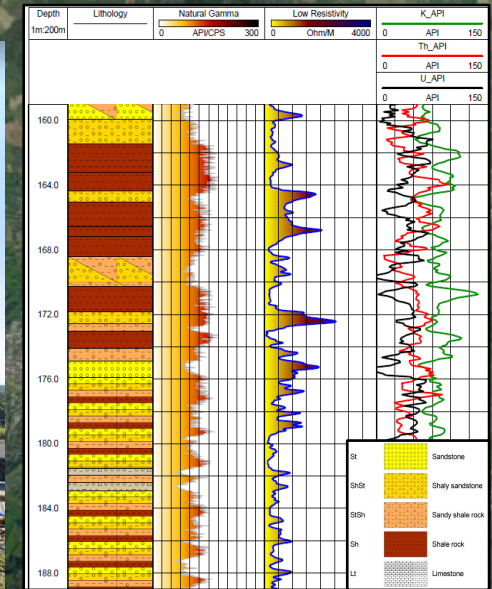 Depth Lithology Natural Gamma Low Resistivity K_API
1m:200m 0 API/CPS 300 0 Ohm/M 4000 0 API 150
Th_API
0 API 150
U_API
0 API 150
160.0
164.0
168.0
172.0
176.0
180.0
184.0
188.0
St Sandstone
ShSt Shaly sandstone
StSh Sandy shale rock
Sh Shale rock
Lt Limestone